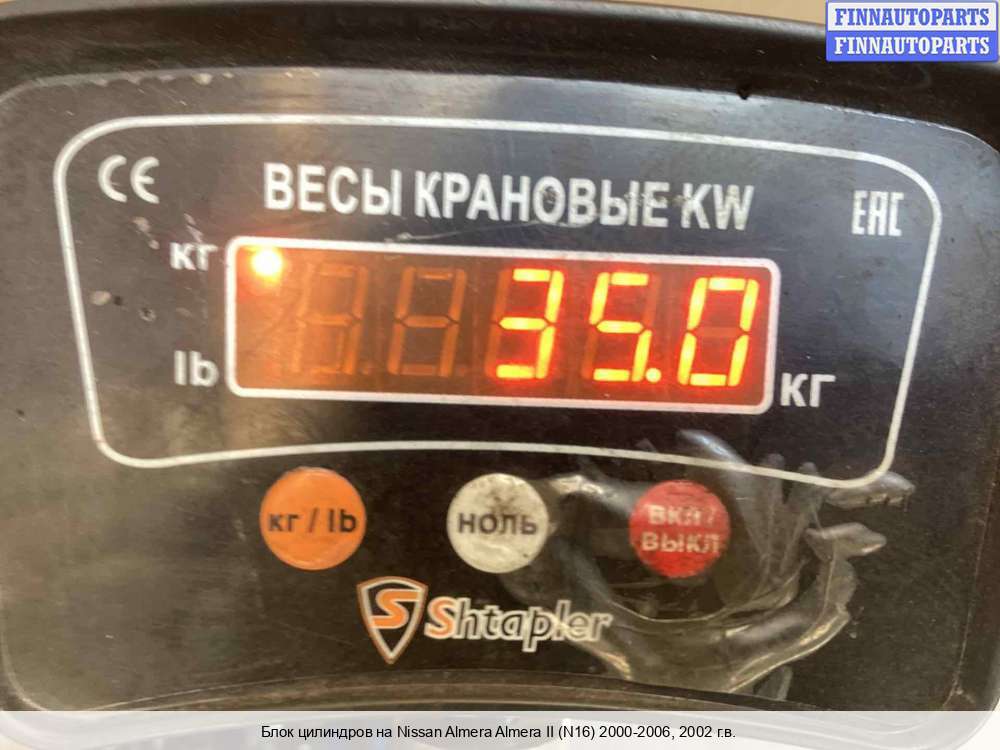 FINNAUTOPARTS
FINNAUTOPARTS
CE
ВЕСЫ КРАНОВЫЕ KW
EAC
кг
35.0
lb
КГ
кг / lb
НОЛЬ
ВКЛ /
ВЫКЛ
S Shtapler
Блок цилиндров на Nissan Almera Almera II (N16) 2000-2006, 2002 г.в.